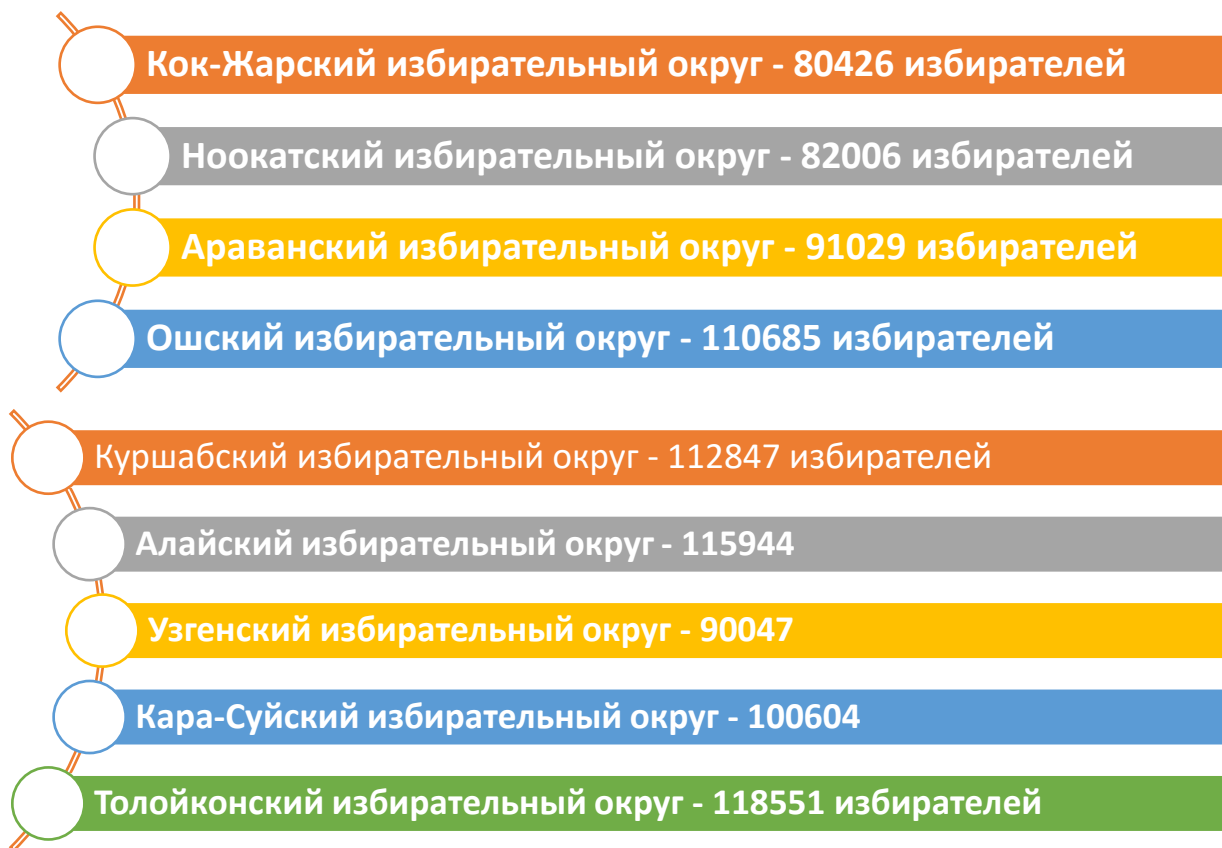 Кок-Жарский избирательный округ - 80426 избирателей
Ноокатский избирательный округ - 82006 избирателей
Араванский избирательный округ - 91029 избирателей
Ошский избирательный округ - 110685 избирателей
Куршабский избирательный округ - 112847 избирателей
Алайский избирательный округ - 115944
Узгенский избирательный округ - 90047
Кара-Суйский избирательный округ - 100604
Толойконский избирательный округ - 118551 избирателей